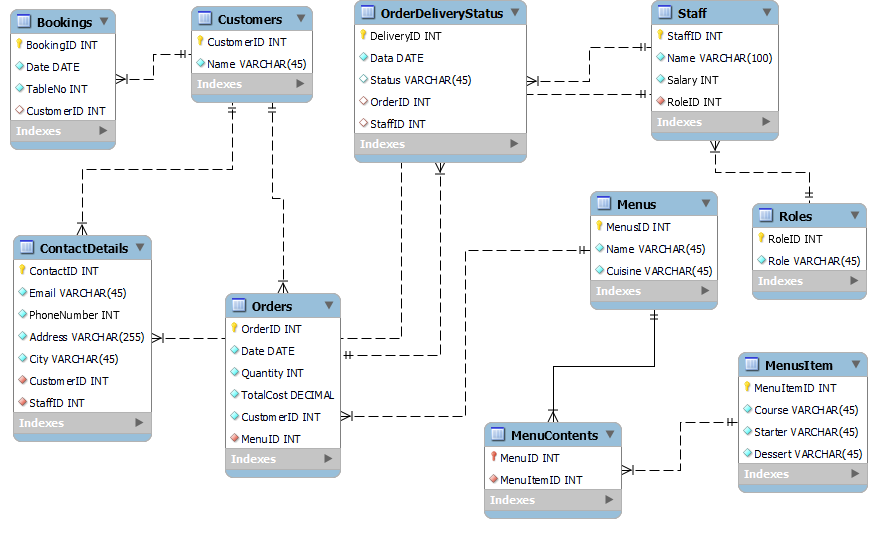 Bookings
BookingID INT
Date DATE
TableNo INT
CustomerID INT
Indexes
Customers
CustomerID INT
Name VARCHAR(45)
Indexes
OrderDeliveryStatus
DeliveryID INT
Data DATE
Status VARCHAR(45)
OrderID INT
StaffID INT
Indexes
Staff
StaffID INT
Name VARCHAR(100)
Salary INT
RoleID INT
Indexes
ContactDetails
ContactID INT
Email VARCHAR(45)
PhoneNumber INT
Address VARCHAR(255)
City VARCHAR(45)
CustomerID INT
StaffID INT
Indexes
Orders
OrderID INT
Date DATE
Quantity INT
TotalCost DECIMAL
CustomerID INT
MenuID INT
Indexes
Menus
MenusID INT
Name VARCHAR(45)
Cuisine VARCHAR(45)
Indexes
Roles
RoleID INT
Role VARCHAR(45)
Indexes
MenuContents
MenuID INT
MenuItemID INT
Indexes
MenusItem
MenuItemID INT
Course VARCHAR(45)
Starter VARCHAR(45)
Dessert VARCHAR(45)
Indexes